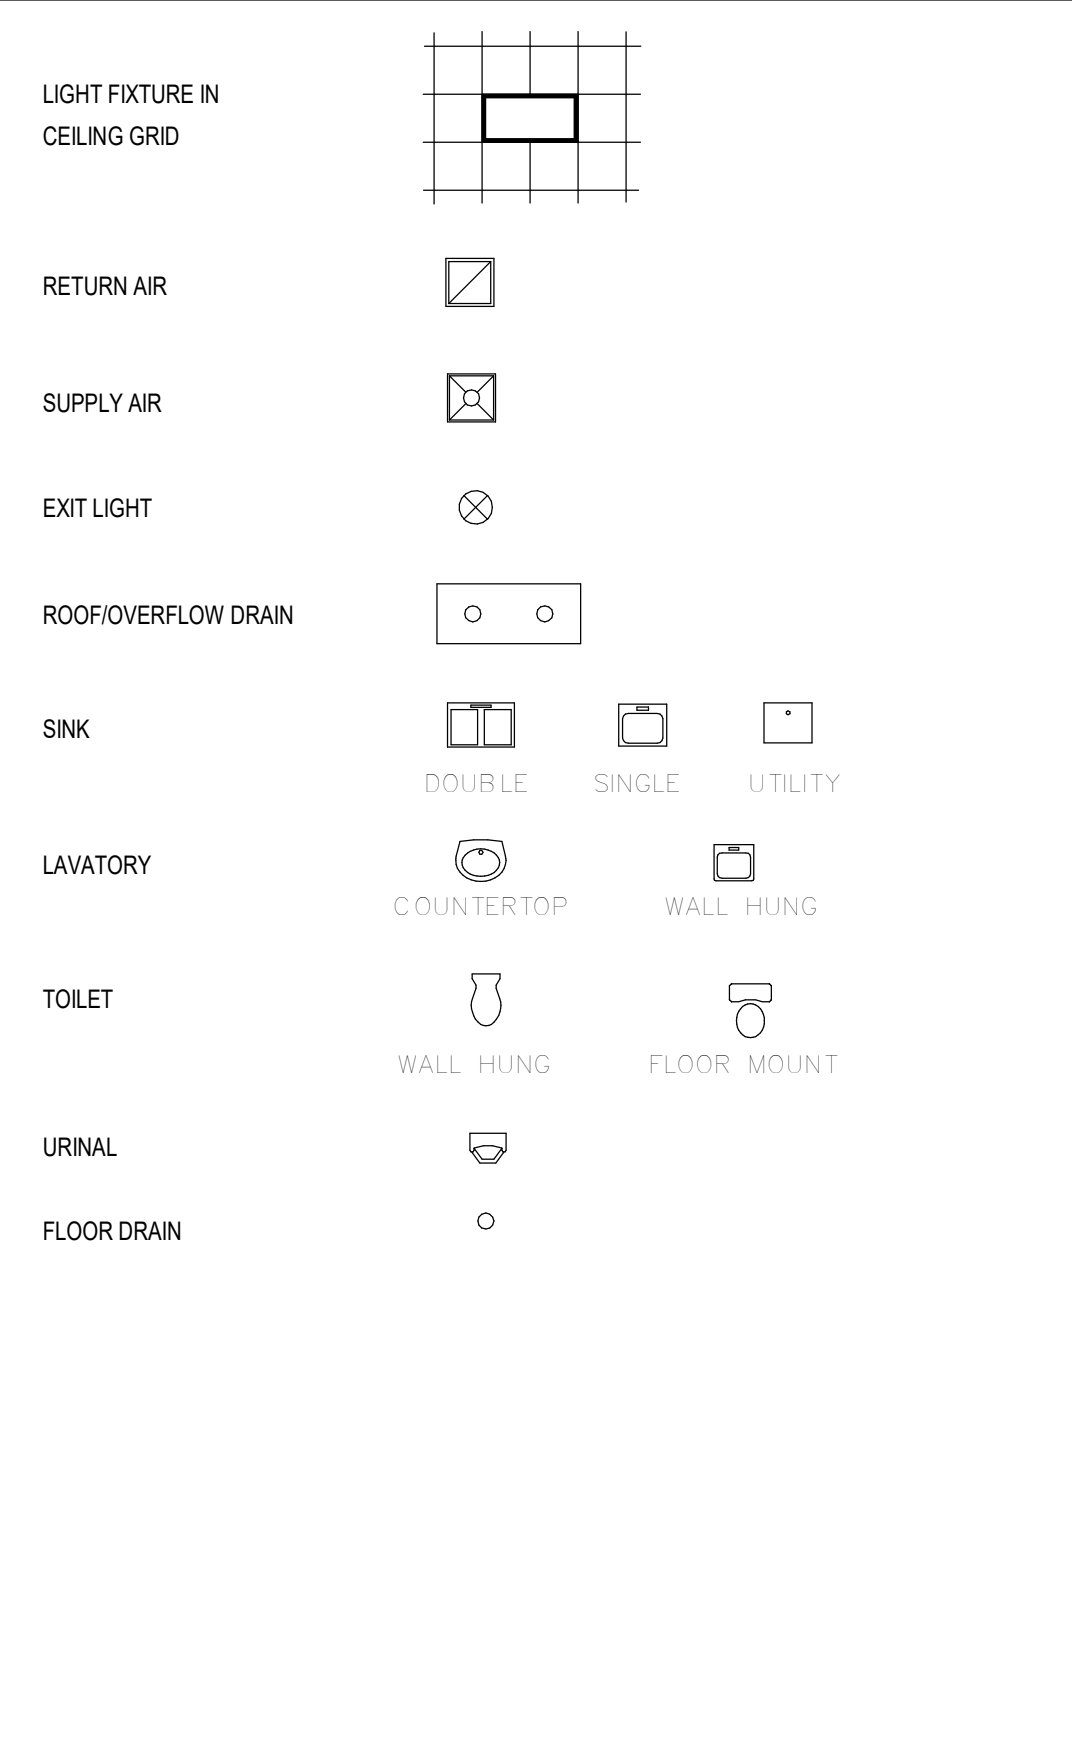 LIGHT FIXTURE IN
CEILING GRID
RETURN AIR
SUPPLY AIR
EXIT LIGHT
ROOF/OVERFLOW DRAIN
SINK
DOUBLE SINGLE UTILITY
LAVATORY
COUNTERTOP WALL HUNG
TOILET
WALL HUNG FLOOR MOUNT
URINAL
FLOOR DRAIN